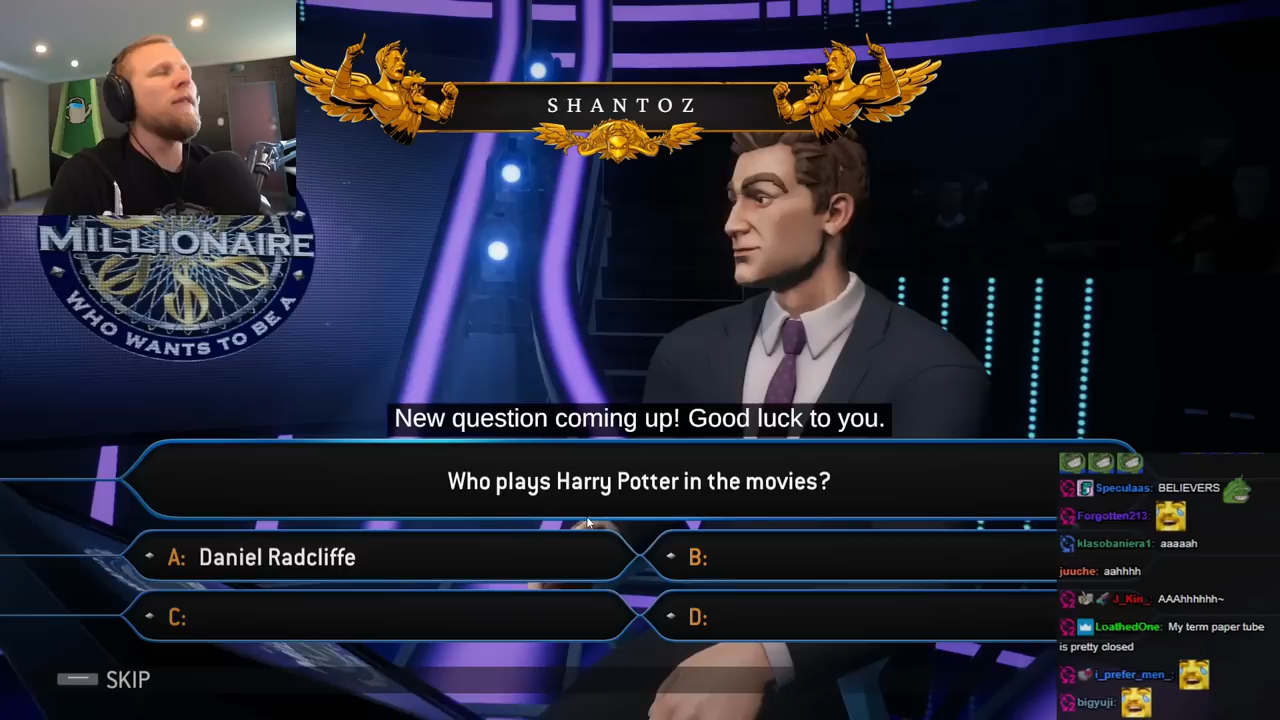 SHANTOZ
MILLIONAIRE
WHO WANTS TO BE A
New question coming up! Good luck to you.
Who plays Harry Potter in the movies?
A: Daniel Radcliffe
B:
C:
D:
SKIP
Speculaas: BELIEVERS
Forgotten213:
klasobaniera1: aaaaah
juuche: aahhhh
J_Kin_: AAAhhhhhh~
LoathedOne: My term paper tube
is pretty closed
i_prefer_men_:
bigyuji: